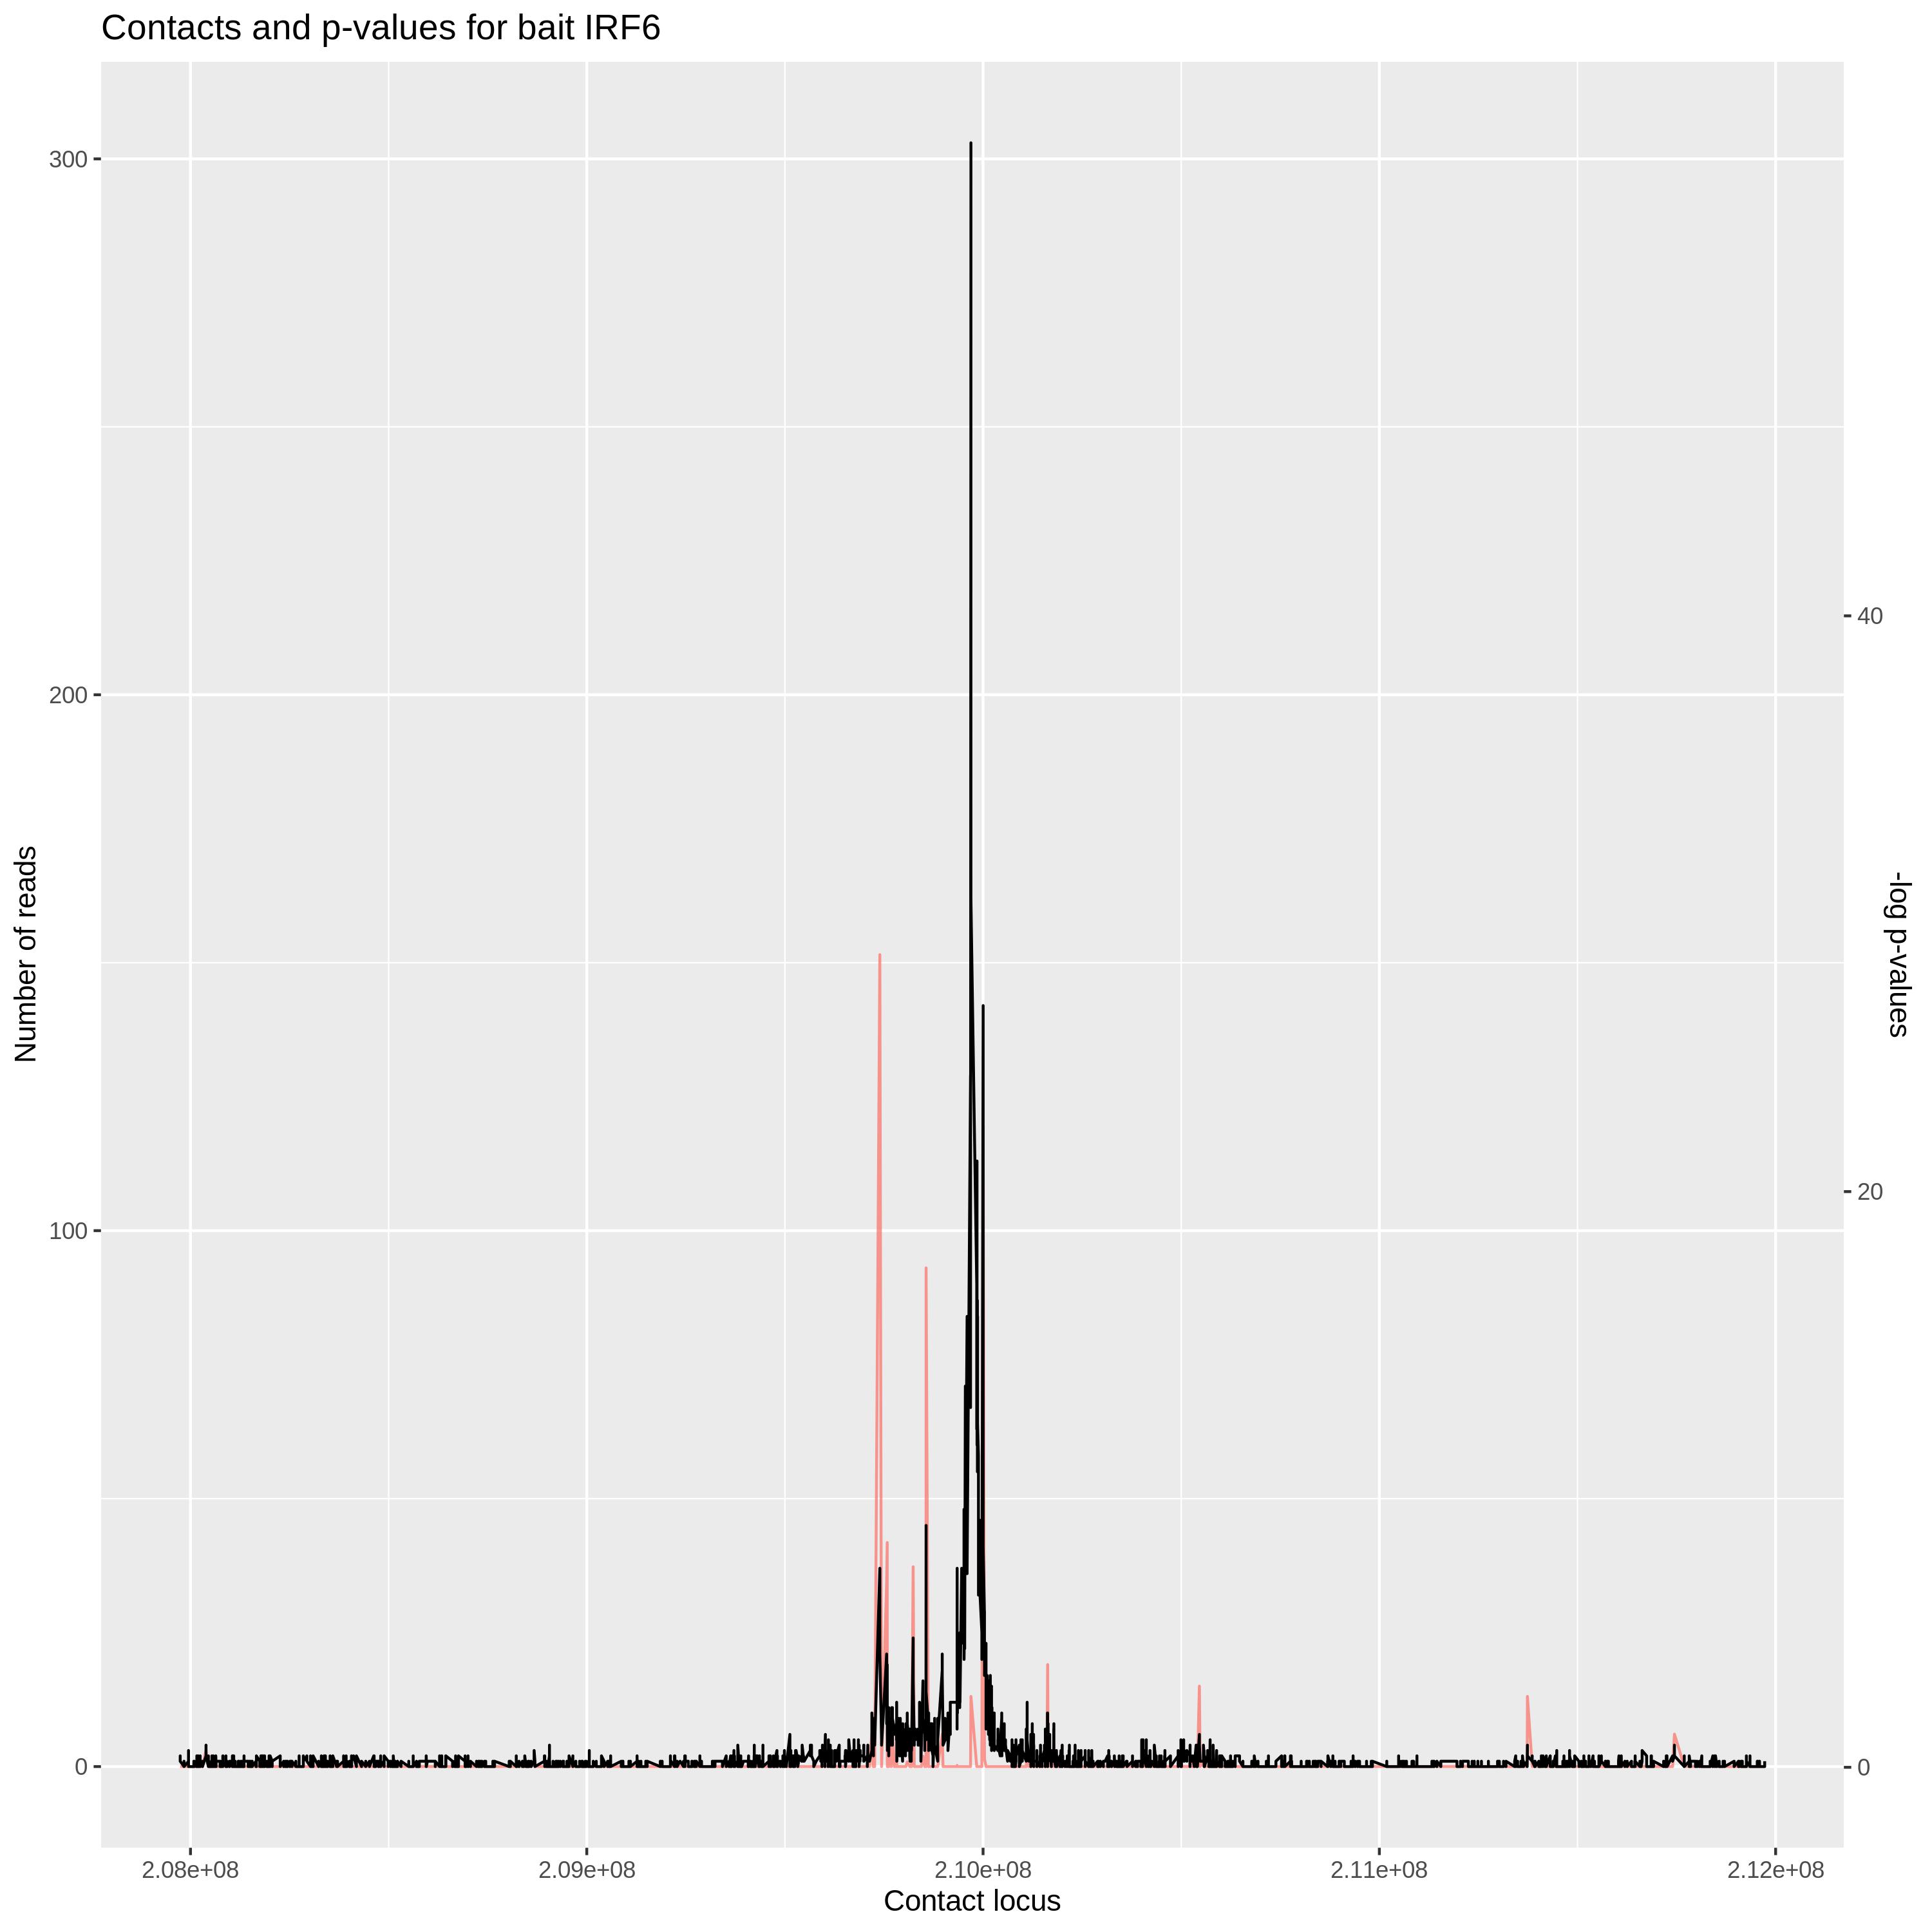 Contacts and p-values for bait IRF6
300
200
100
0
Number of reads
40
20
0
-log p-values
2.08e+08
2.09e+08
2.10e+08
2.11e+08
2.12e+08
Contact locus